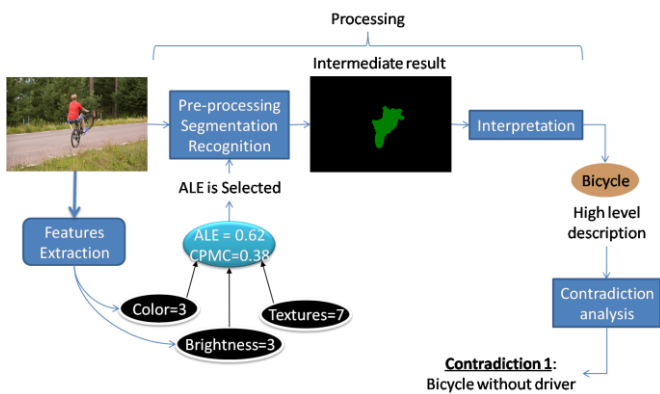 Processing
Intermediate result
Pre-processing
Segmentation
Recognition
Interpretation
ALE is Selected
Bicycle
High level
description
Features
Extraction
ALE = 0.62
CPMC=0.38
Color=3
Textures=7
Brightness=3
Contradiction
analysis
Contradiction 1:
Bicycle without driver